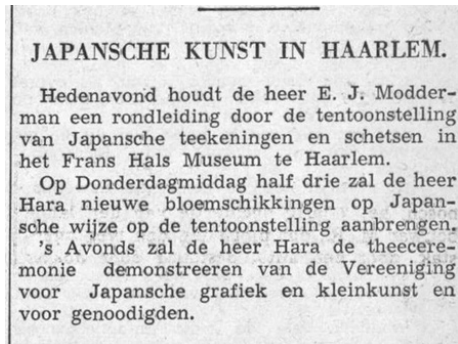 JAPANSCHE KUNST IN HAARLEM.
Hedenavond houdt de heer E. J. Modder-
man een rondleiding door de tentoonstelling
van Japansche teekeningen en schetsen in
het Frans Hals Museum te Haarlem.
Op Donderdagmiddag half drie zal de heer
Hara nieuwe bloemschikkingen op Japan-
sche wijze op de tentoonstelling aanbrengen.
's Avonds zal de heer Hara de theecere-
monie demonstreeren van de Vereeniging
voor Japansche grafiek en kleinkunst en
voor genoodigden.